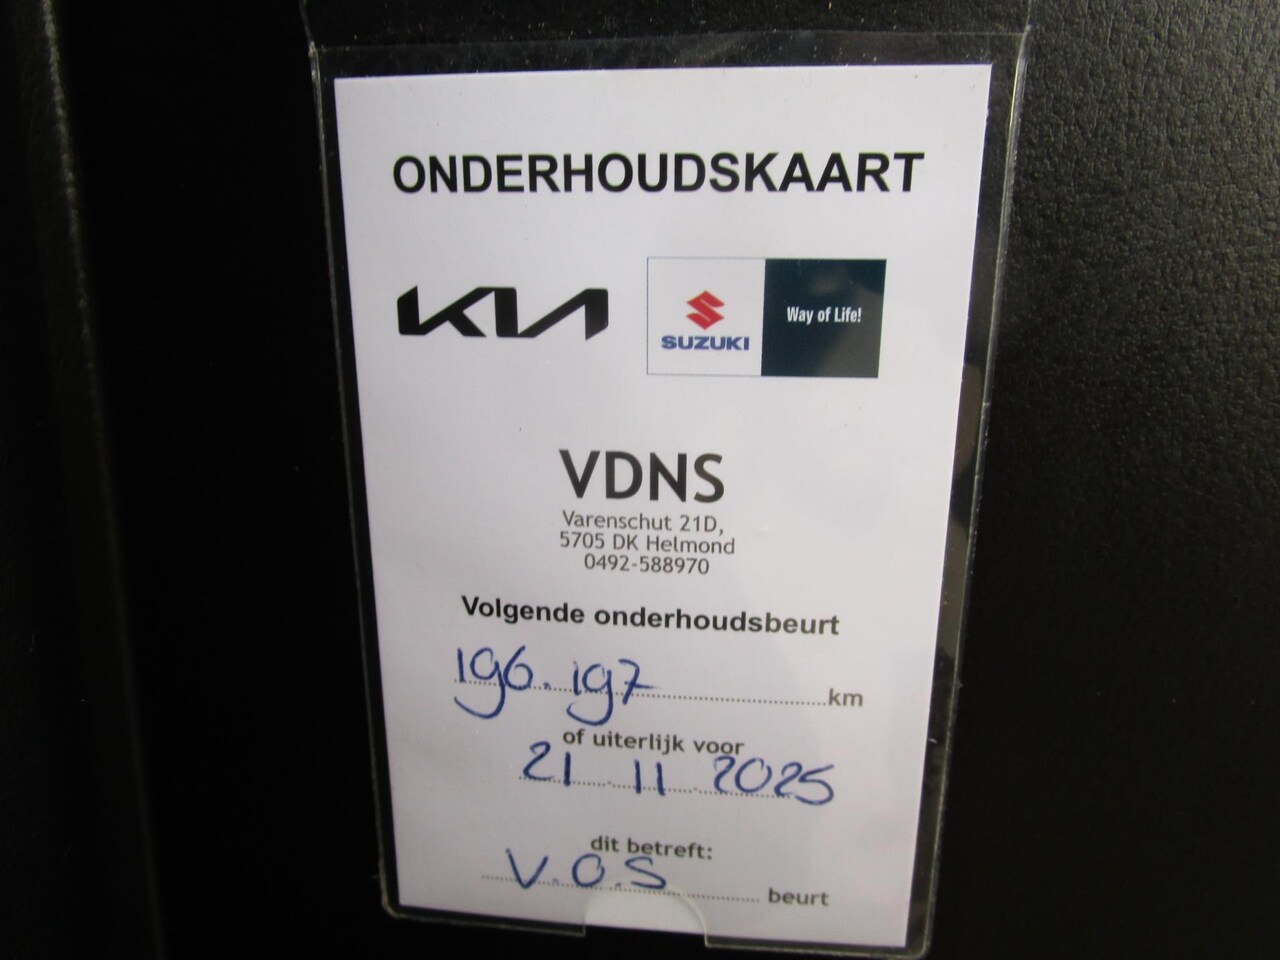 ONDERHOUDSKAART
KIA
SUZUKI
Way of Life!
VDNS
Varenschut 21D,
5705 DK Helmond
0492-588970
Volgende onderhoudsbeurt
196.197 km
of uiterlijk voor
21 11 2025
dit betreft:
V.O.S beurt